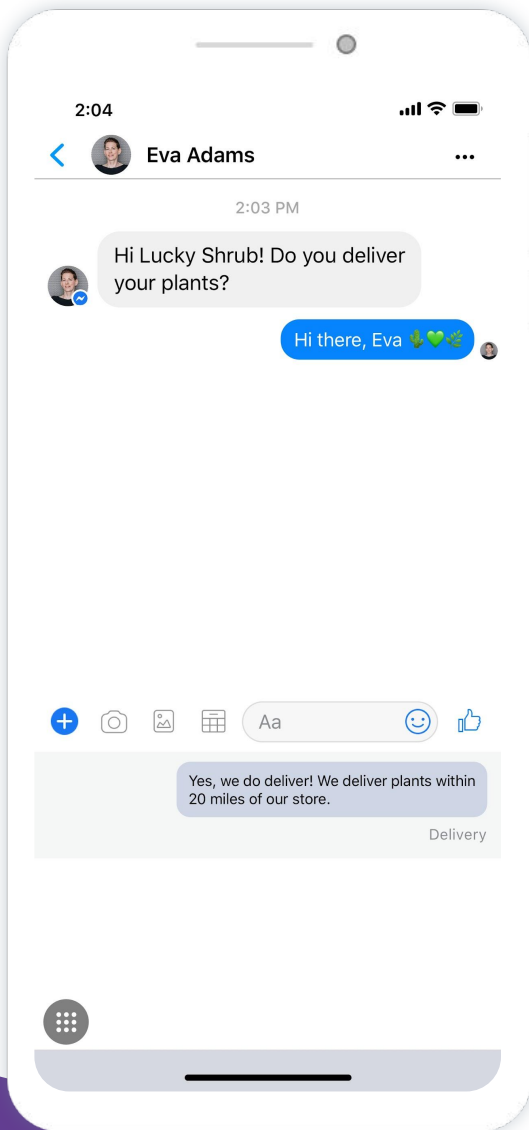 2:04
Eva Adams
2:03 PM
Hi Lucky Shrub! Do you deliver
your plants?
Hi there, Eva 🌵💚🌿
Aa
Yes, we do deliver! We deliver plants within
20 miles of our store.
Delivery